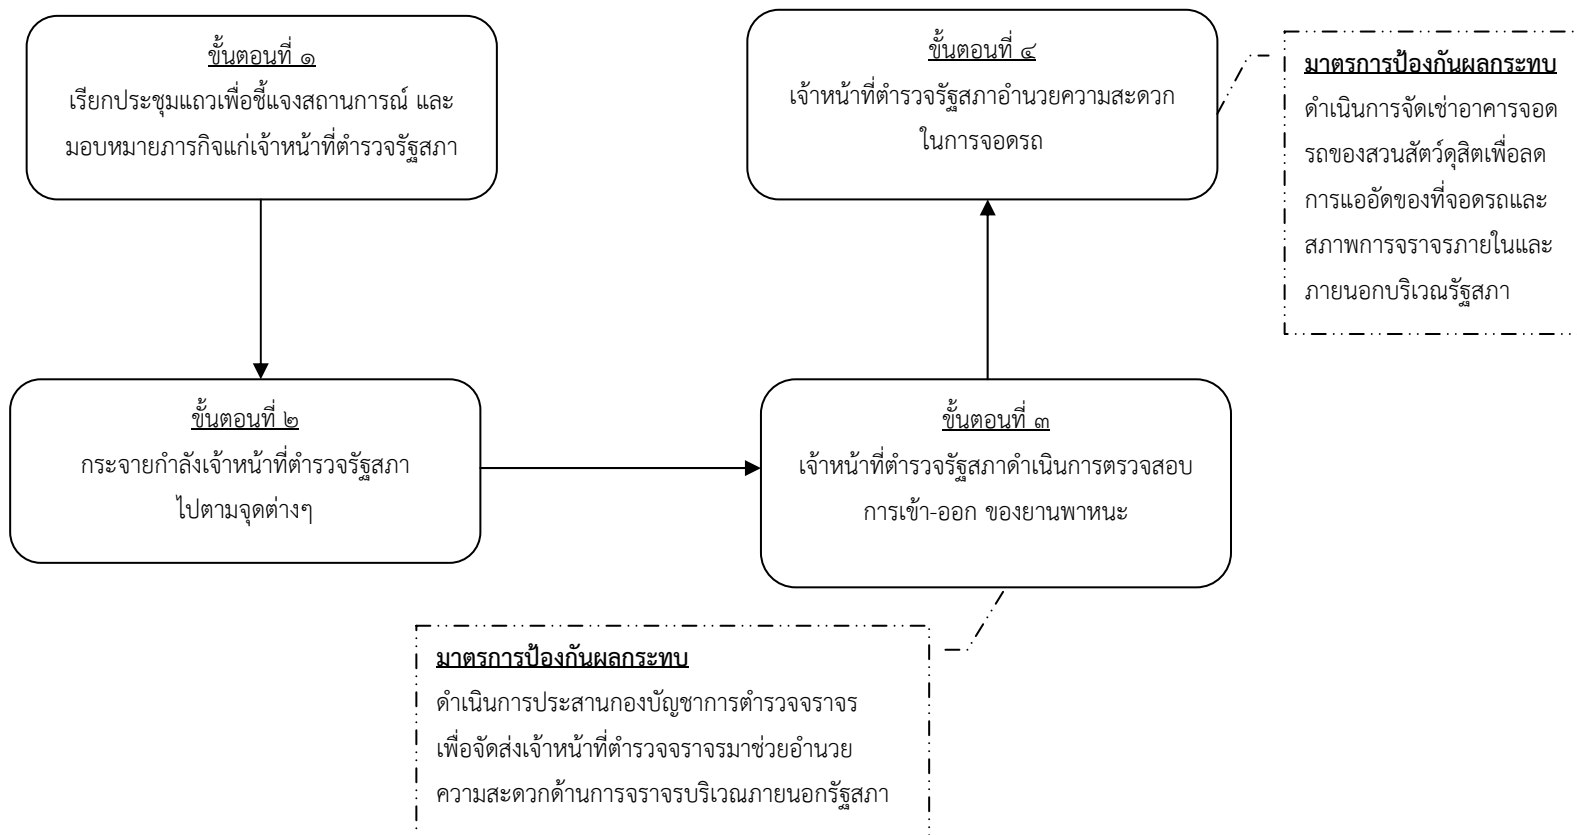 ขั้นตอนที่ ๑
เรียกประชุมแถวเพื่อชี้แจงสถานการณ์ และ
มอบหมายภารกิจแก่เจ้าหน้าที่ตำรวจรัฐสภา
ขั้นตอนที่ ๒
กระจายกำลังเจ้าหน้าที่ตำรวจรัฐสภา
ไปตามจุดต่างๆ
ขั้นตอนที่ ๓
เจ้าหน้าที่ตำรวจรัฐสภาดำเนินการตรวจสอบ
การเข้า-ออก ของยานพาหนะ
มาตรการป้องกันผลกระทบ
ดำเนินการประสานกองบัญชาการตำรวจจราจร
เพื่อจัดส่งเจ้าหน้าที่ตำรวจจราจรมาช่วยอำนวย
ความสะดวกด้านการจราจรบริเวณภายนอกรัฐสภา
ขั้นตอนที่ ๔
เจ้าหน้าที่ตำรวจรัฐสภาอำนวยความสะดวก
ในการจอดรถ
มาตรการป้องกันผลกระทบ
ดำเนินการจัดเช่าอาคารจอด
รถของสวนสัตว์ดุสิตเพื่อลด
การแออัดของที่จอดรถและ
สภาพการจราจรภายในและ
ภายนอกบริเวณรัฐสภา